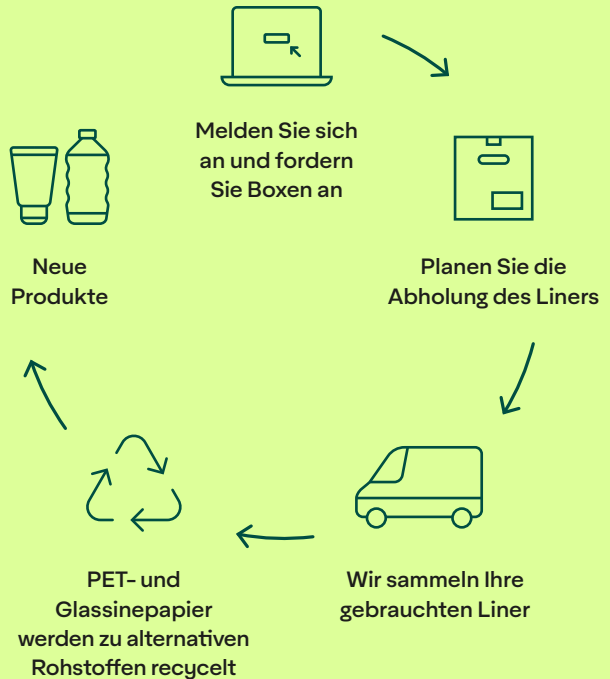 Melden Sie sich
an und fordern
Sie Boxen an
Planen Sie die
Abholung des Liners
Wir sammeln Ihre
gebrauchten Liner
PET- und
Glassinepapier
werden zu alternativen
Rohstoffen recycelt
Neue
Produkte